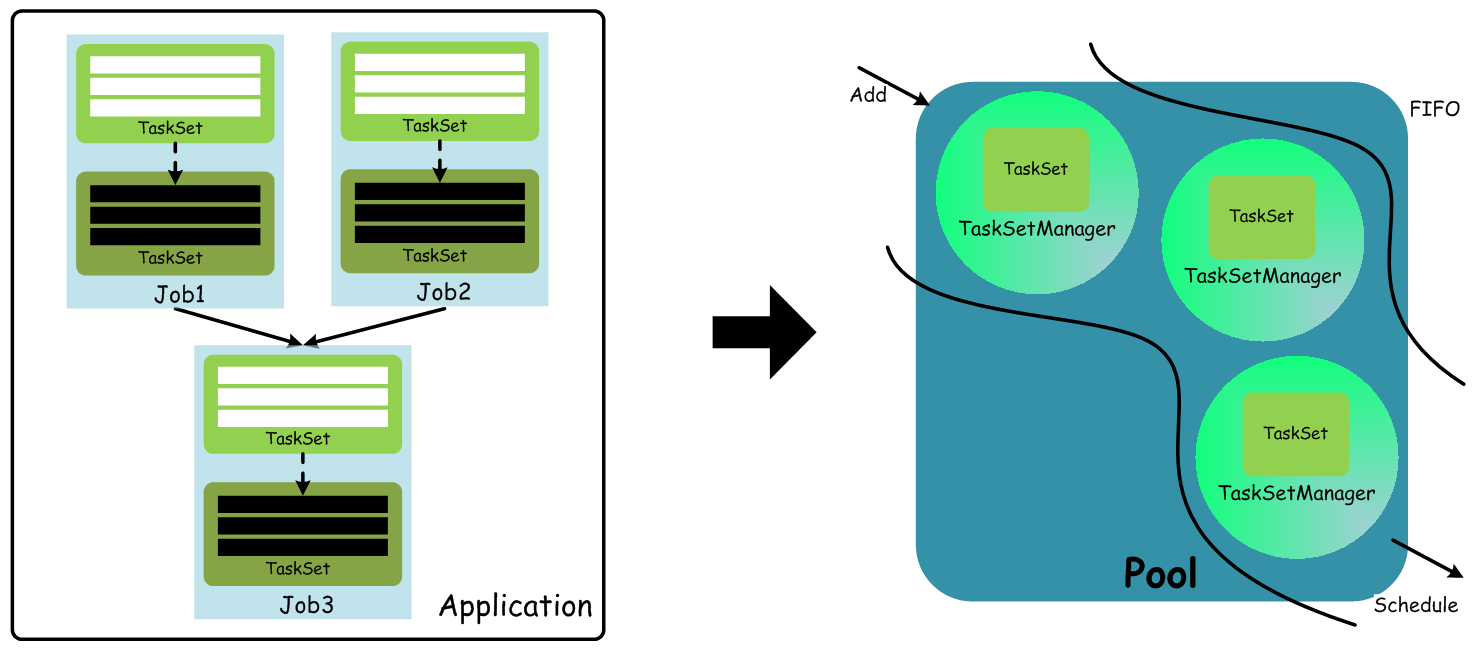 TaskSet
TaskSet
Job1
TaskSet
TaskSet
Job2
TaskSet
TaskSet
Job3
Application
Add
FIFO
TaskSet
TaskSetManager
TaskSet
TaskSetManager
TaskSet
TaskSetManager
Pool
Schedule